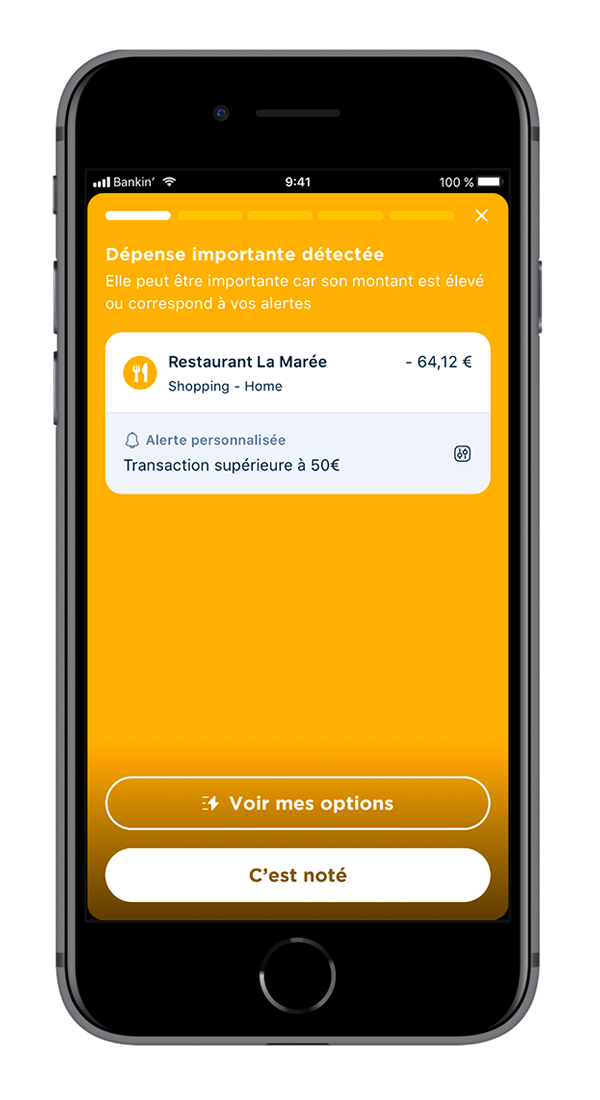 Bankin’ 9:41 100 %
Dépense importante détectée
Elle peut être importante car son montant est élevé
ou correspond à vos alertes
Restaurant La Marée - 64,12 €
Shopping - Home
Alerte personnalisée
Transaction supérieure à 50€
Voir mes options
C’est noté